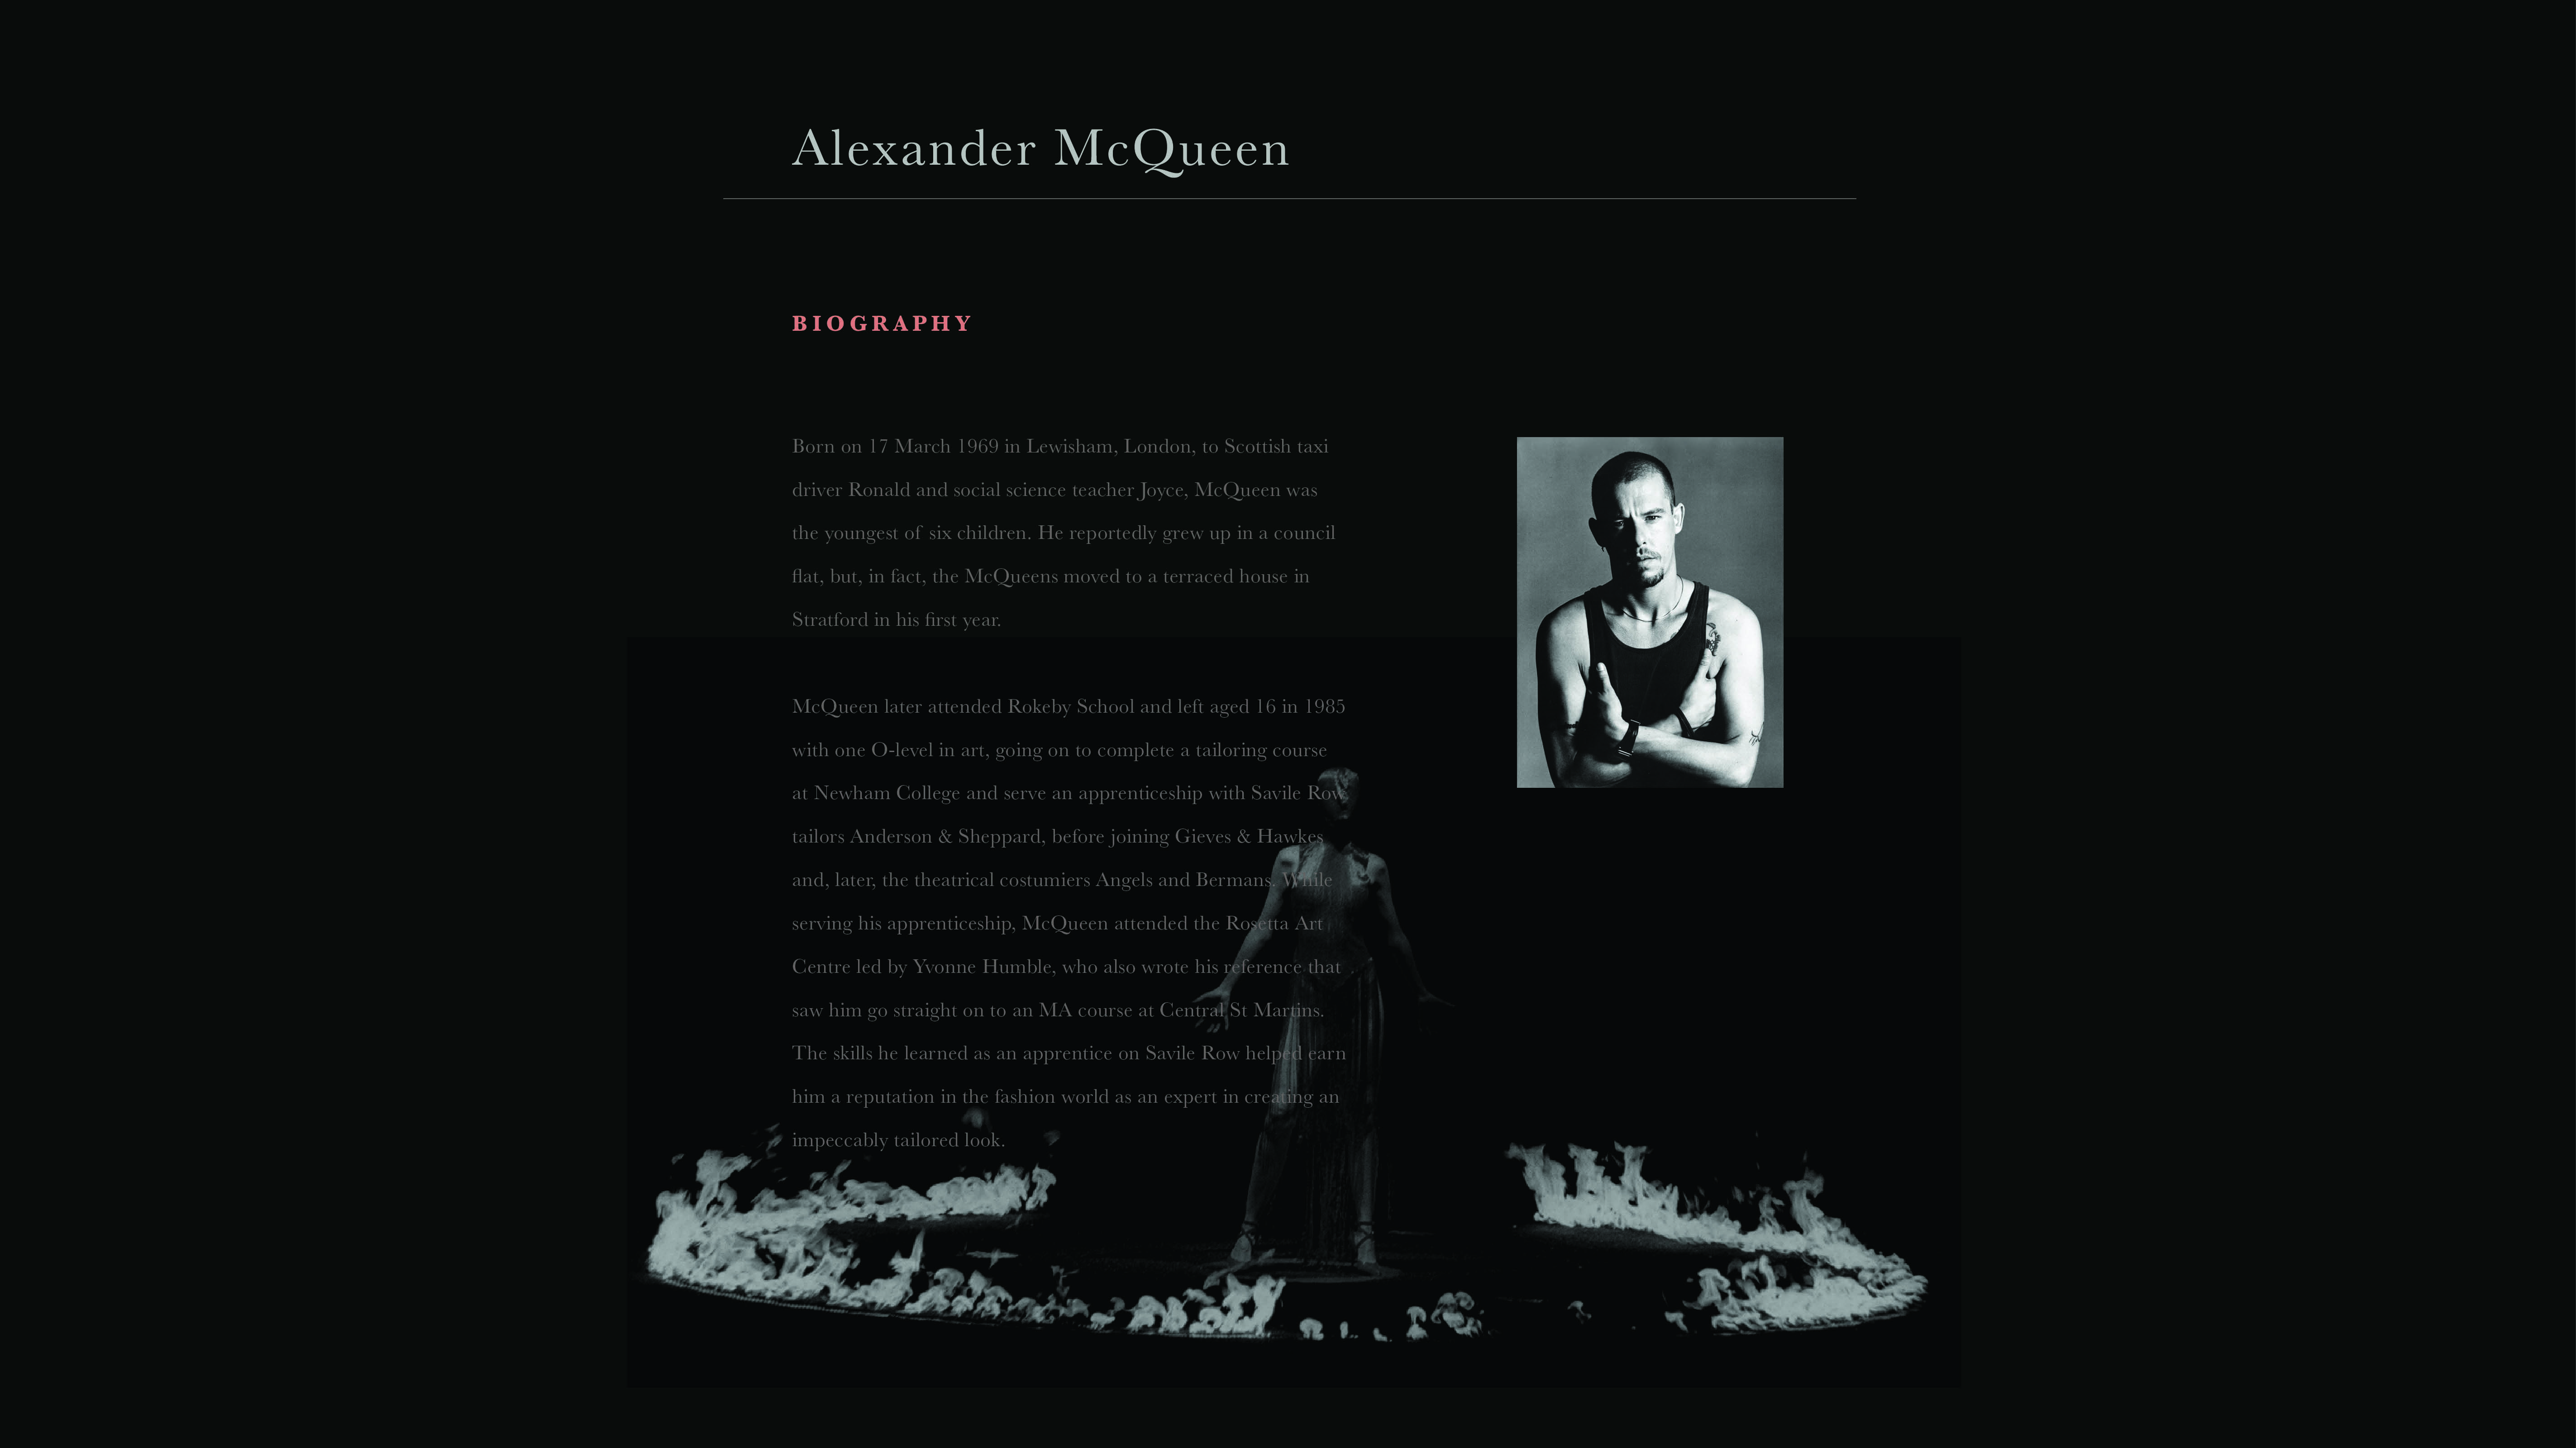 Alexander McQueen
BIOGRAPHY
Born on 17 March 1969 in Lewisham, London, to Scottish taxi
driver Ronald and social science teacher Joyce, McQueen was
the youngest of six children. He reportedly grew up in a council
flat, but, in fact, the McQueens moved to a terraced house in
Stratford in his first year.
McQueen later attended Rokeby School and left aged 16 in 1985
with one O-level in art, going on to complete a tailoring course
at Newham College and serve an apprenticeship with Savile Row
tailors Anderson & Sheppard, before joining Gieves & Hawkes
and, later, the theatrical costumiers Angels and Bermans. While
serving his apprenticeship, McQueen attended the Rosetta Art
Centre led by Yvonne Humble, who also wrote his reference that
saw him go straight on to an MA course at Central St Martins.
The skills he learned as an apprentice on Savile Row helped earn
him a reputation in the fashion world as an expert in creating an
impeccably tailored look.